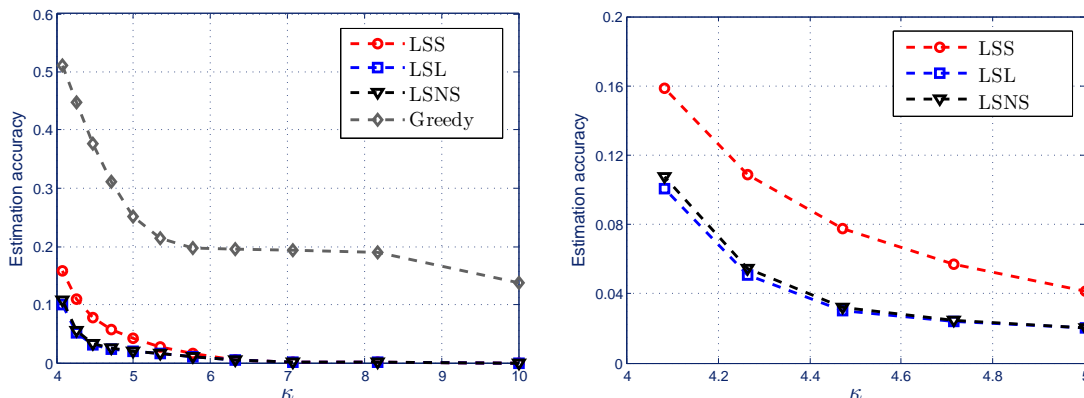 0.6
0.5
0.4
0.3
0.2
0.1
0
4
5
6
7
8
9
10
Estimation accuracy
κ
LSS
LSL
LSNS
Greedy
0.2
0.16
0.12
0.08
0.04
0
4
4.2
4.4
4.6
4.8
5
Estimation accuracy
κ
LSS
LSL
LSNS